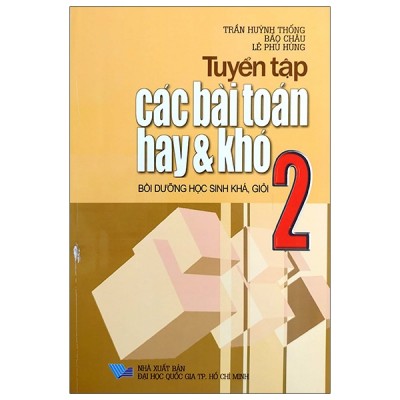 TRẦN HUỲNH THỐNG
BẢO CHÂU
LÊ PHÚ HÙNG
Tuyển tập
các bài toán
hay & khó
BỒI DƯỠNG HỌC SINH KHÁ, GIỎI
2
NHÀ XUẤT BẢN
ĐẠI HỌC QUỐC GIA TP. HỒ CHÍ MINH